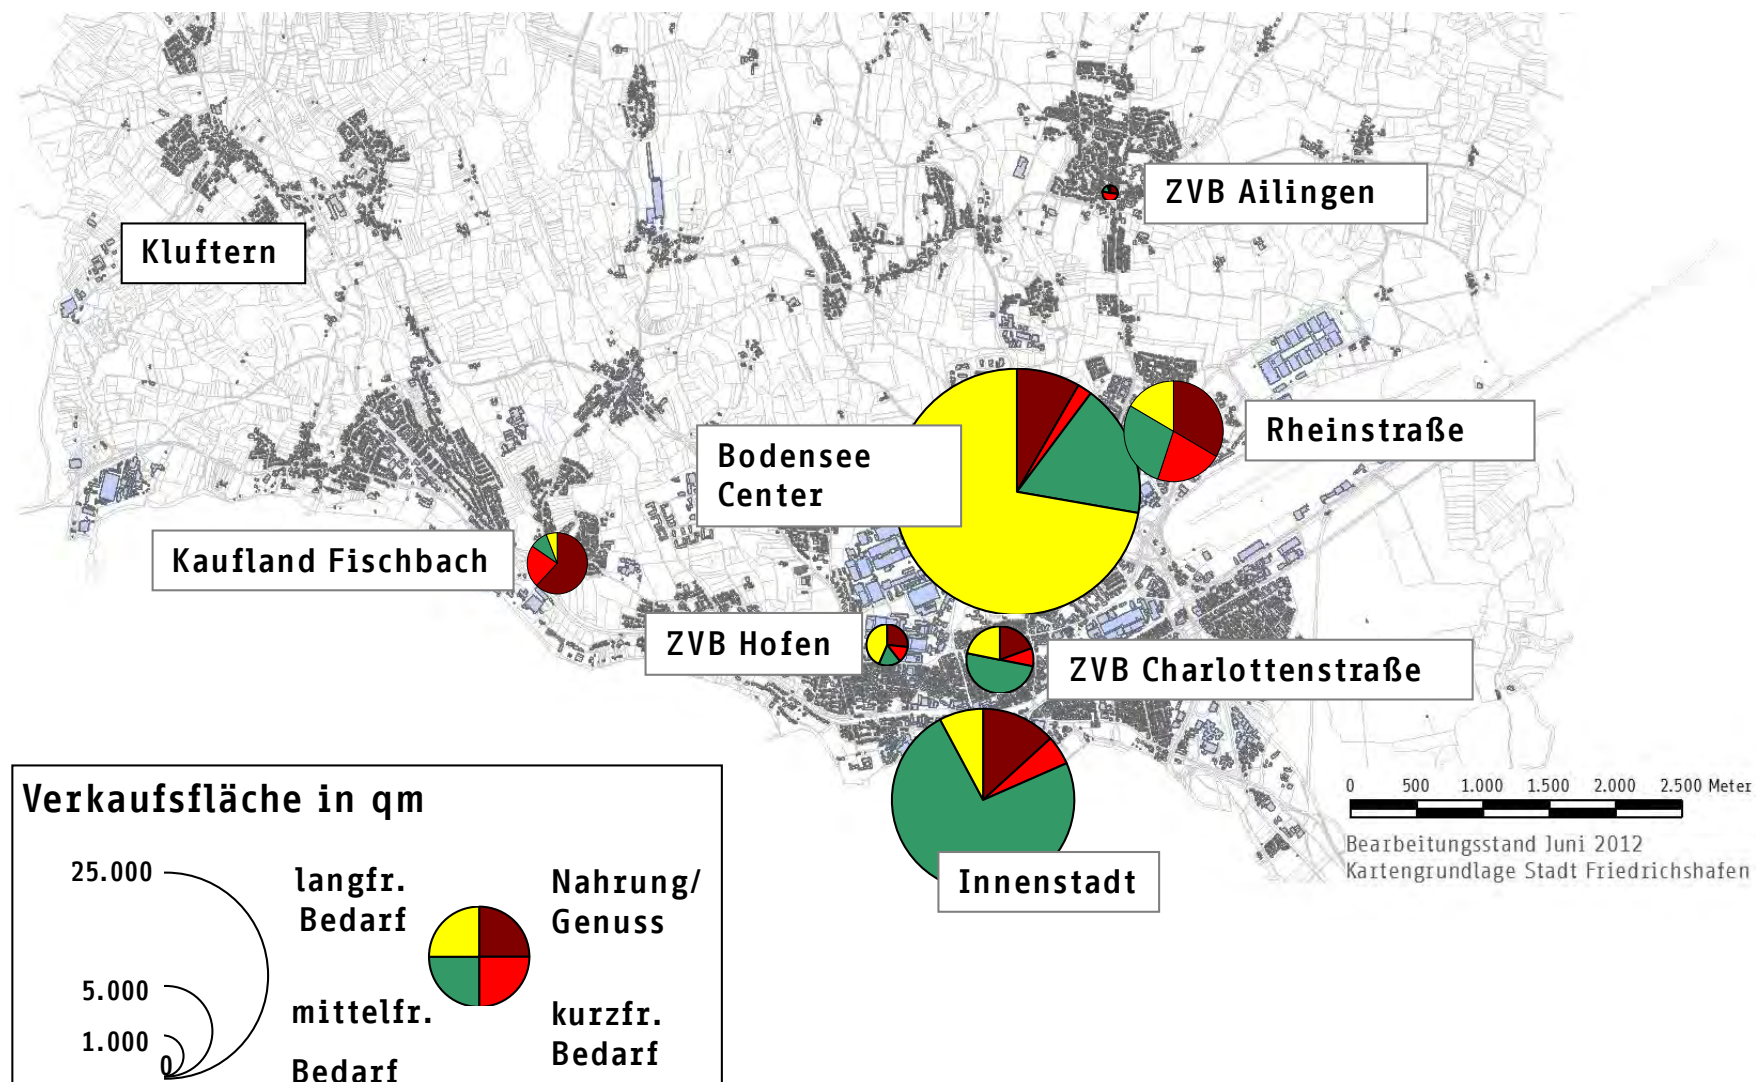 ZVB Ailingen
Kluftern
Rheinstraße
Bodensee
Center
Kaufland Fischbach
ZVB Hofen
ZVB Charlottenstraße
Innenstadt
0 500 1.000 1.500 2.000 2.500 Meter
Bearbeitungsstand Juni 2012
Kartengrundlage Stadt Friedrichshafen
Verkaufsfläche in qm
25.000
5.000
1.000
0
langfr.
Bedarf
Nahrung/
Genuss
mittelfr.
Bedarf
kurzfr.
Bedarf